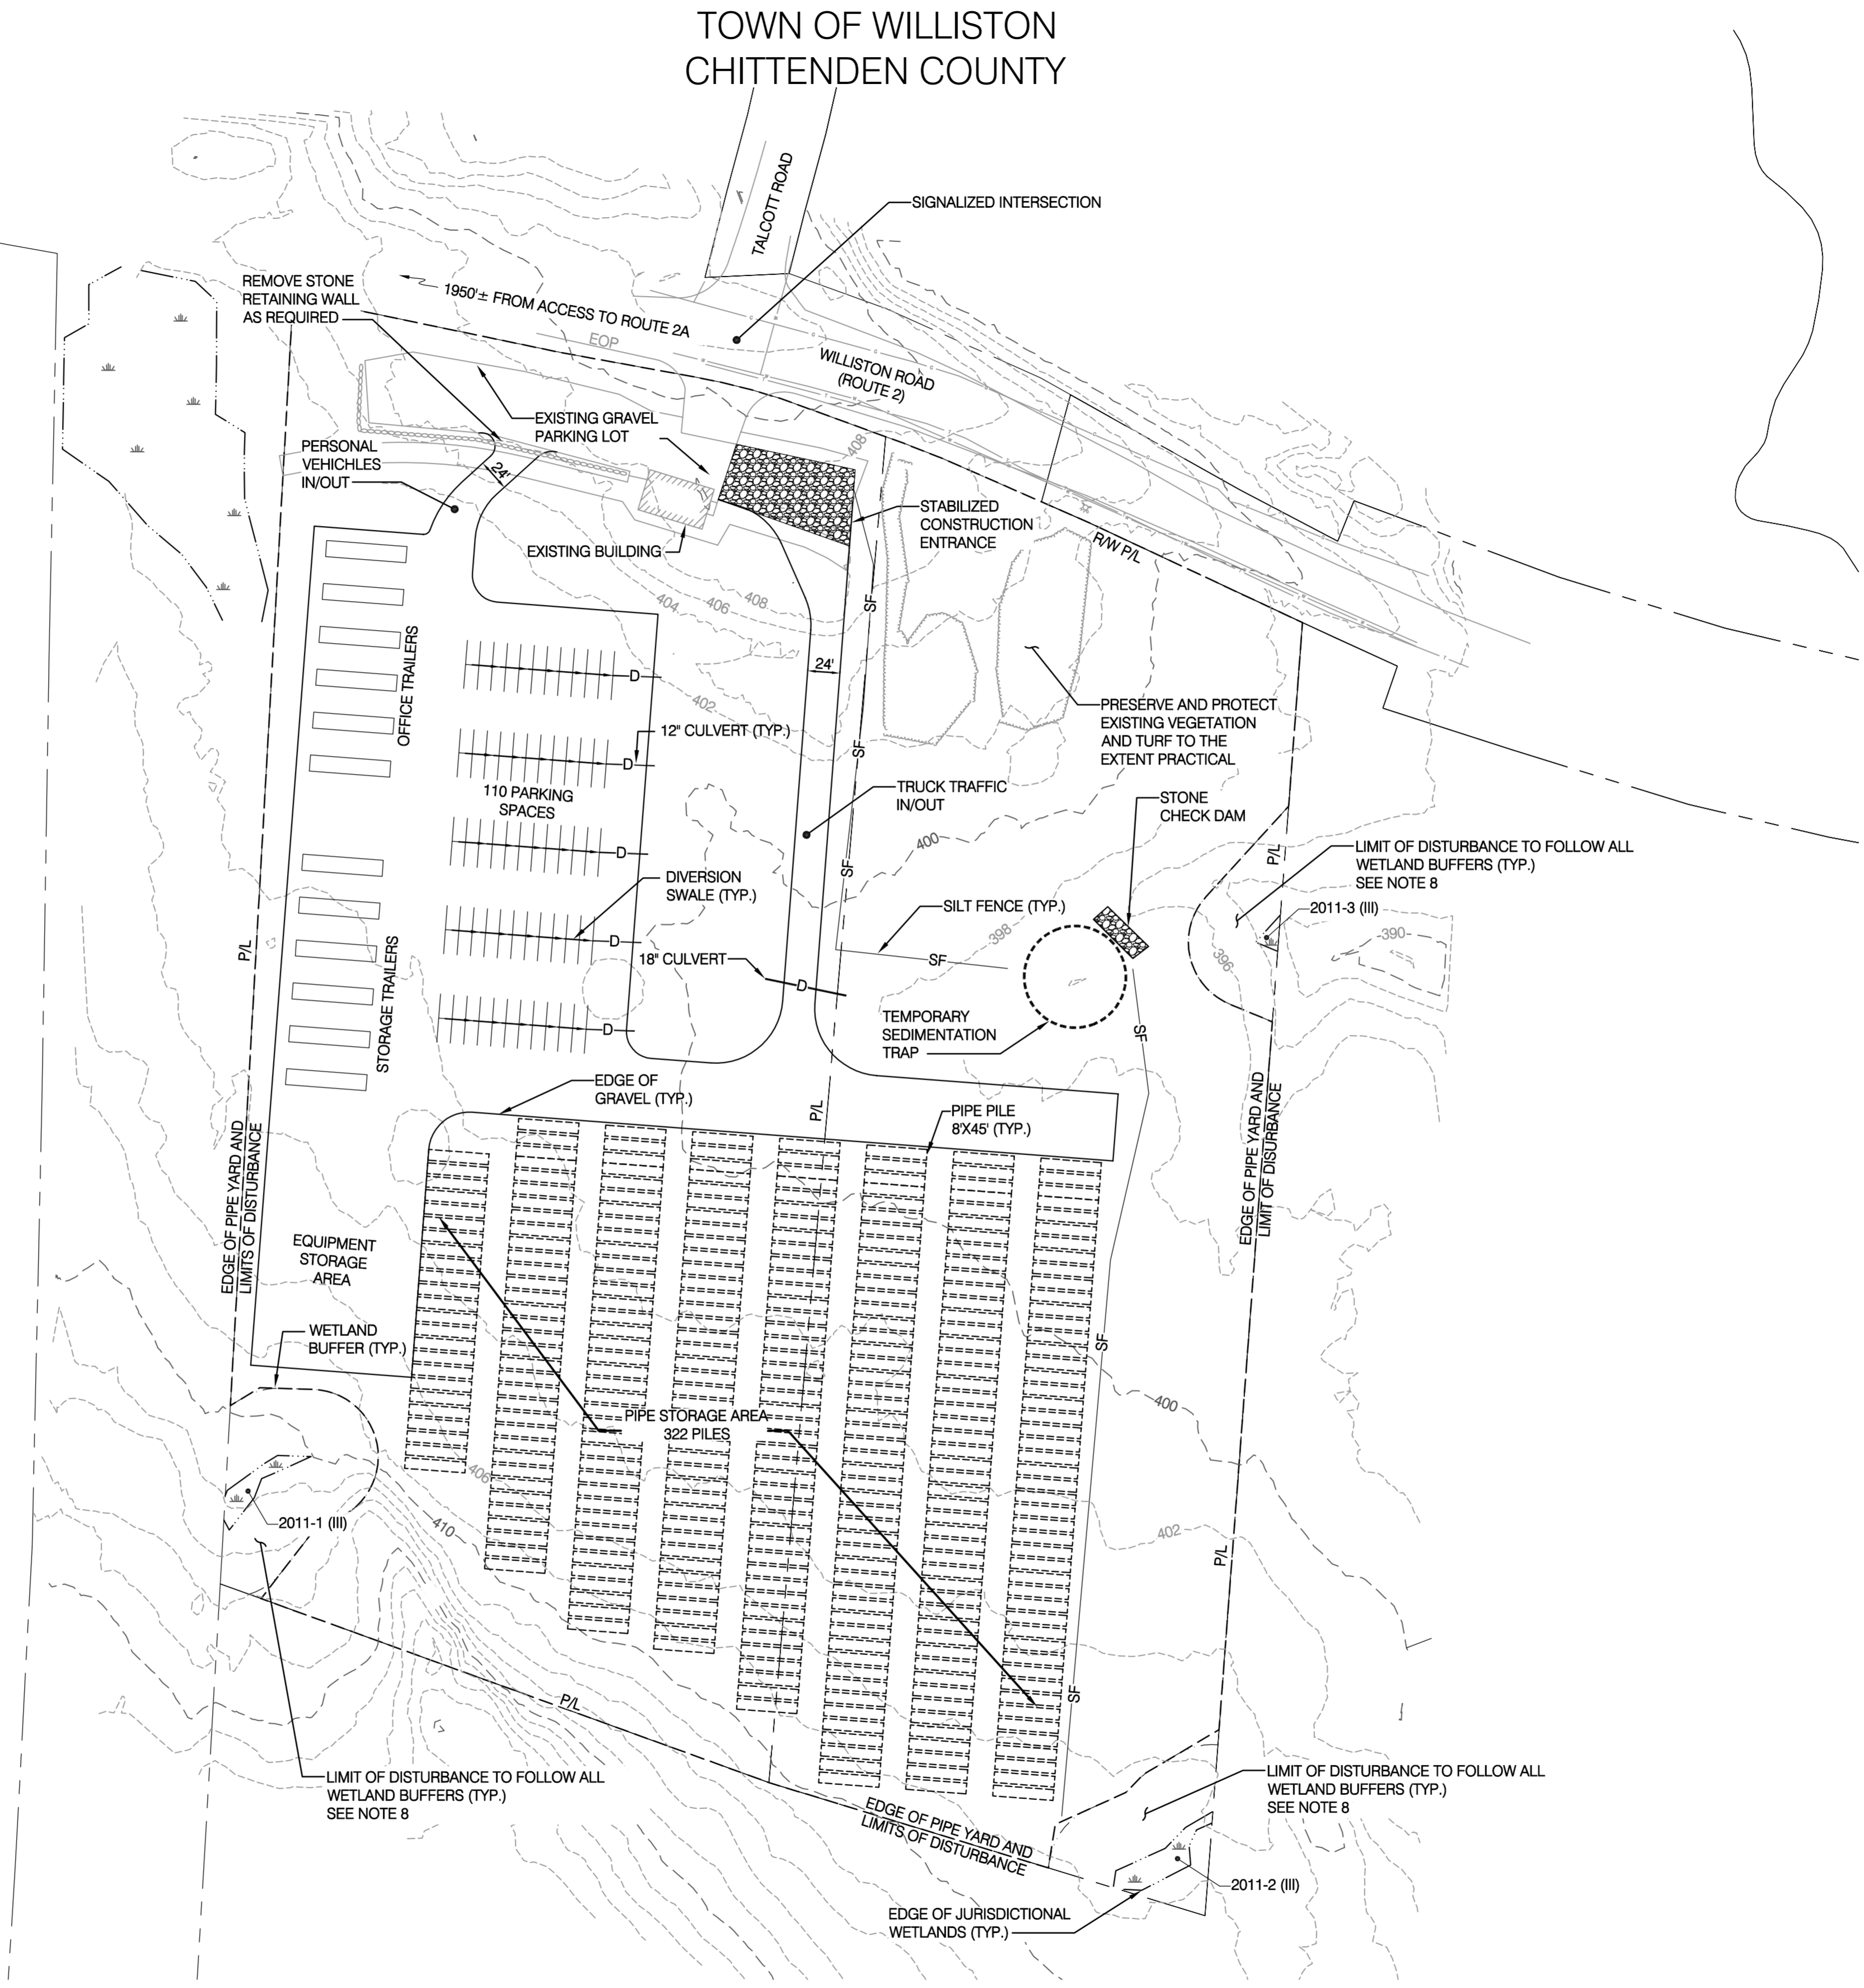 TOWN OF WILLISTON
CHITTENDEN COUNTY
TALCOTT ROAD
SIGNALIZED INTERSECTION
REMOVE STONE
RETAINING WALL
AS REQUIRED
1950'± FROM ACCESS TO ROUTE 2A
EOP
WILLISTON ROAD
(ROUTE 2)
EXISTING GRAVEL
PARKING LOT
408
PERSONAL
VEHICHLES
IN/OUT
24'
STABILIZED
CONSTRUCTION
ENTRANCE
EXISTING BUILDING
R/W P/L
404
406
408
SF
OFFICE TRAILERS
24'
D
402
PRESERVE AND PROTECT
EXISTING VEGETATION
AND TURF TO THE
EXTENT PRACTICAL
12" CULVERT (TYP.)
SF
D
110 PARKING
SPACES
TRUCK TRAFFIC
IN/OUT
STONE
CHECK DAM
400
P/L
LIMIT OF DISTURBANCE TO FOLLOW ALL
WETLAND BUFFERS (TYP.)
SEE NOTE 8
D
SF
DIVERSION
SWALE (TYP.)
SILT FENCE (TYP.)
2011-3 (III)
398
390
396
P/L
D
18" CULVERT
SF
D
STORAGE TRAILERS
D
TEMPORARY
SEDIMENTATION
TRAP
SF
EDGE OF
GRAVEL (TYP.)
P/L
PIPE PILE
8'X45' (TYP.)
EDGE OF PIPE YARD AND
LIMIT OF DISURBANCE
EDGE OF PIPE YARD AND
LIMITS OF DISTURBANCE
EQUIPMENT
STORAGE
AREA
WETLAND
BUFFER (TYP.)
SF
400
PIPE STORAGE AREA
322 PILES
406
410
2011-1 (III)
402
P/L
SF
P/L
LIMIT OF DISTURBANCE TO FOLLOW ALL
WETLAND BUFFERS (TYP.)
SEE NOTE 8
LIMIT OF DISTURBANCE TO FOLLOW ALL
WETLAND BUFFERS (TYP.)
SEE NOTE 8
EDGE OF PIPE YARD AND
LIMITS OF DISTURBANCE
2011-2 (III)
EDGE OF JURISDICTIONAL
WETLANDS (TYP.)